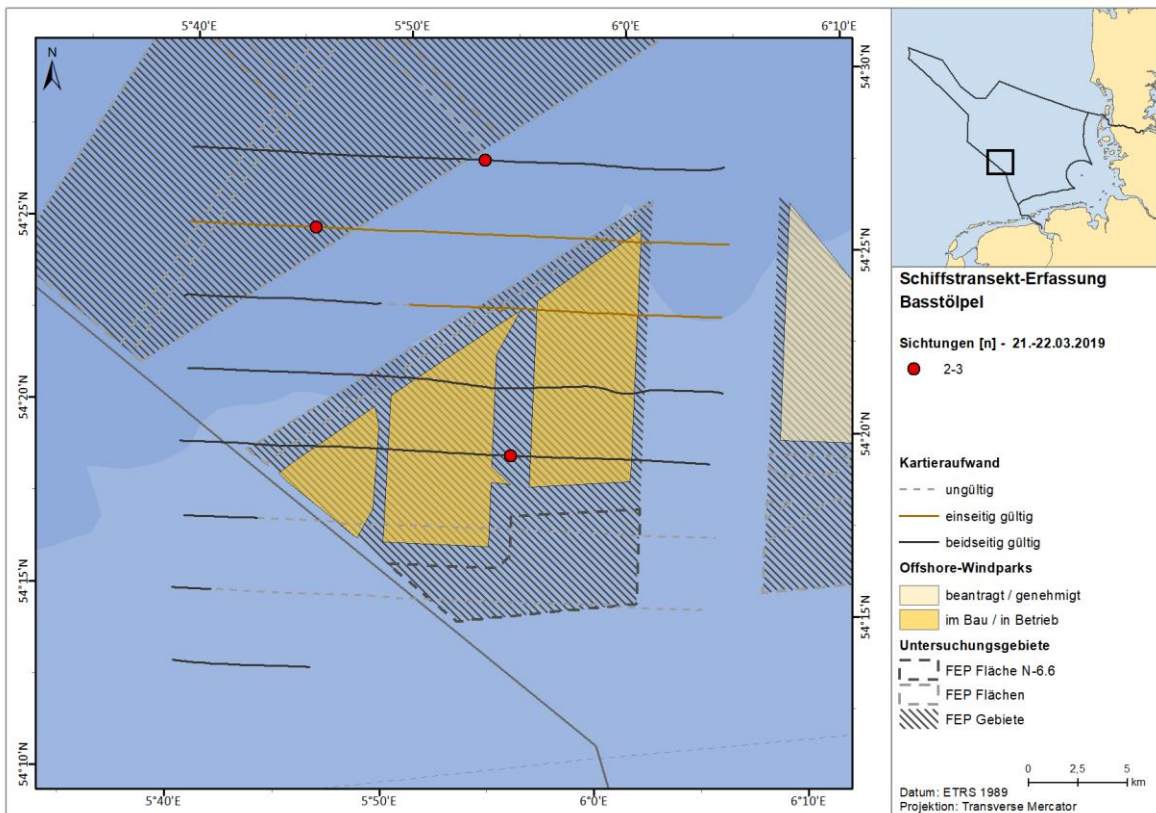 5°40'E 5°50'E 6°0'E 6°10'E
N
54°30'N
54°25'N
54°25'N
54°20'N
54°20'N
54°15'N
54°15'N
54°10'N
5°40'E 5°50'E 6°0'E 6°10'E
Schiffstransekt-Erfassung
Basstölpel
Sichtungen [n] - 21.-22.03.2019
2-3
Kartieraufwand
ungültig
einseitig gültig
beidseitig gültig
Offshore-Windparks
beantragt / genehmigt
im Bau / in Betrieb
Untersuchungsgebiete
FEP Fläche N-6.6
FEP Flächen
FEP Gebiete
0 2,5 5
km
Datum: ETRS 1989
Projektion: Transverse Mercator